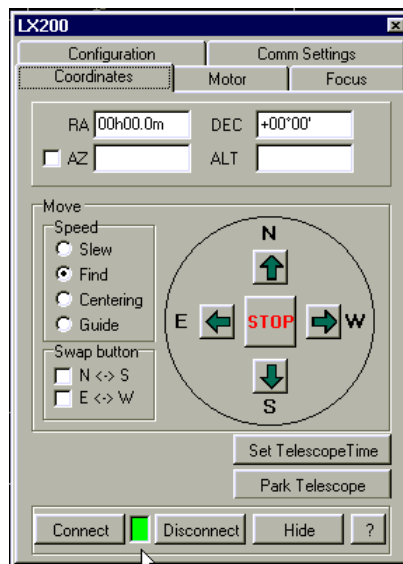 LX200
Configuration Comm Settings
Coordinates Motor Focus
RA 00h00.0m DEC +00°00'
AZ ALT
Move
Speed
Slew
Find
Centering
Guide
N
E STOP W
S
Swap button
N <-> S
E <-> W
Set TelescopeTime
Park Telescope
Connect Disconnect Hide ?